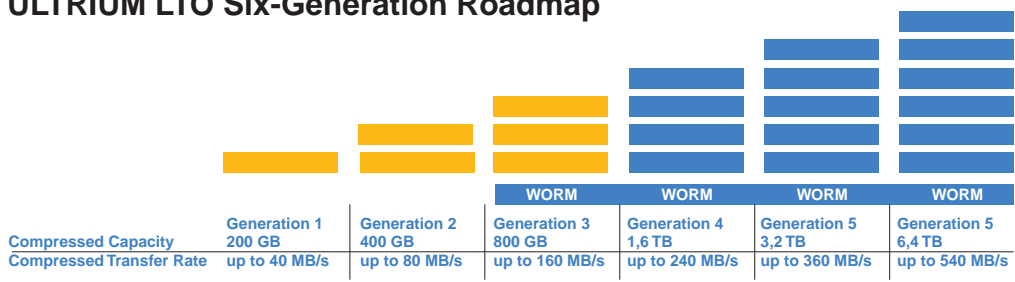 ULTRIUM LTO Six-Generation Roadmap
WORM WORM WORM WORM
Generation 1 Generation 2 Generation 3 Generation 4 Generation 5 Generation 5
Compressed Capacity 200 GB 400 GB 800 GB 1,6 TB 3,2 TB 6,4 TB
Compressed Transfer Rate up to 40 MB/s up to 80 MB/s up to 160 MB/s up to 240 MB/s up to 360 MB/s up to 540 MB/s